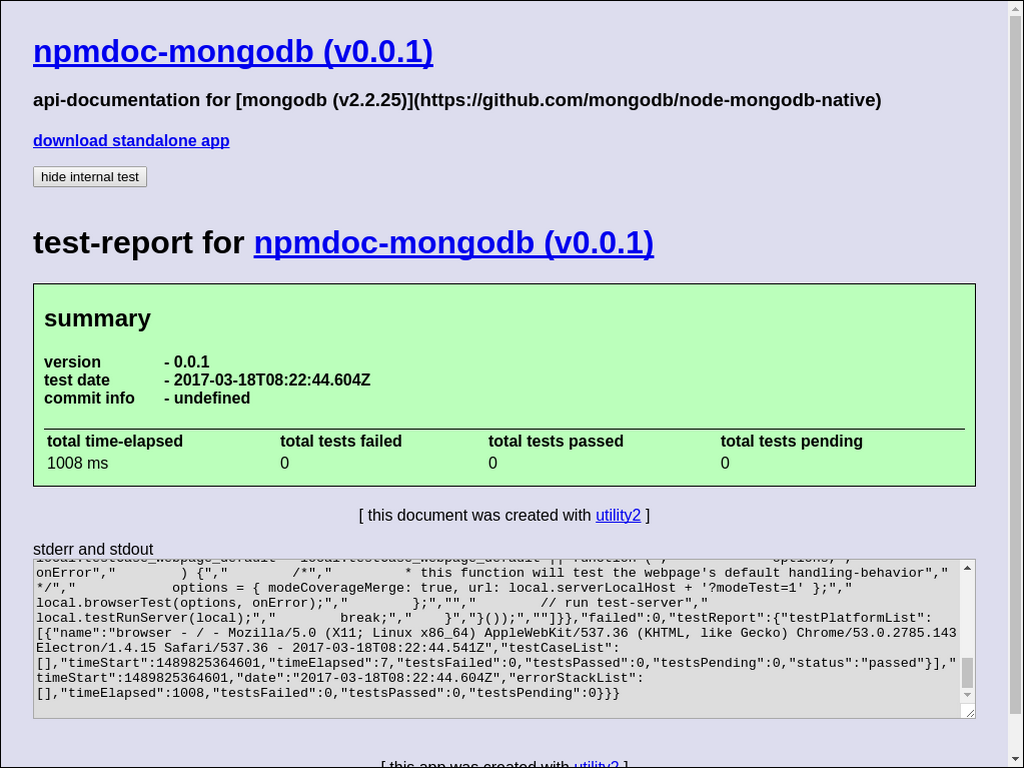 npmdoc-mongodb (v0.0.1)
api-documentation for [mongodb (v2.2.25)](https://github.com/mongodb/node-mongodb-native)
download standalone app
hide internal test
test-report for npmdoc-mongodb (v0.0.1)
summary
version - 0.0.1
test date - 2017-03-18T08:22:44.604Z
commit info - undefined
total time-elapsed total tests failed total tests passed total tests pending
1008 ms 0 0 0
[ this document was created with utility2 ]
stderr and stdout
local.testCase_webpage_default = local.testCase_webpage_default || function (","            options,","
onError","        ) {","        /*","         * this function will test the webpage's default handling-behavior","
*/","            options = { modeCoverageMerge: true, url: local.serverLocalHost + '?modeTest=1' };","
local.browserTest(options, onError);","        };","",""        // run test-server","
local.testRunServer(local);","        break;","    }","}());",""]}},"failed":0,"testReport":{"testPlatformList":
[{"name":"browser - / - Mozilla/5.0 (X11; Linux x86_64) AppleWebKit/537.36 (KHTML, like Gecko) Chrome/53.0.2785.143
Electron/1.4.15 Safari/537.36 - 2017-03-18T08:22:44.541Z","testCaseList":
[],"timeStart":1489825364601,"timeElapsed":7,"testsFailed":0,"testsPassed":0,"testsPending":0,"status":"passed"}],"
timeStart":1489825364601,"date":"2017-03-18T08:22:44.604Z","errorStackList":
[],"timeElapsed":1008,"testsFailed":0,"testsPassed":0,"testsPending":0}}}
[ this app was created with utility2 ]